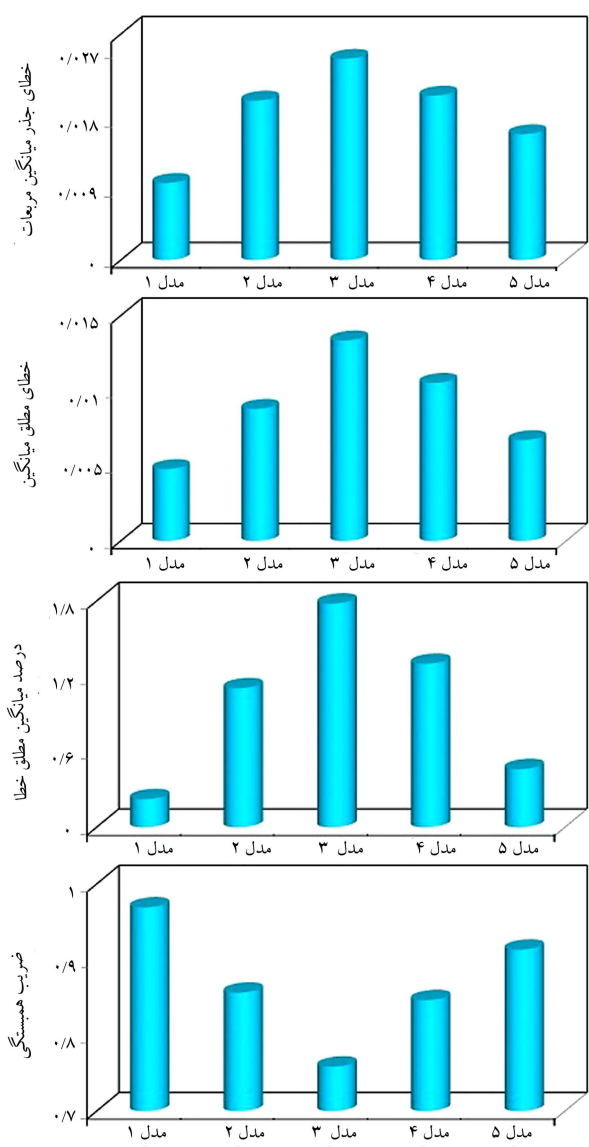 خطای جذر میانگین مربعات
۰/۰۲۷
۰/۰۱۸
۰/۰۰۹
۰
مدل ۱
مدل ۲
مدل ۳
مدل ۴
مدل ۵
خطای مطلق میانگین
۰/۰۱۵
۰/۰۱
۰/۰۰۵
۰
مدل ۱
مدل ۲
مدل ۳
مدل ۴
مدل ۵
درصد میانگین مطلق خطا
۱/۸
۱/۲
۰/۶
۰
مدل ۱
مدل ۲
مدل ۳
مدل ۴
مدل ۵
ضریب همبستگی
۱
۰/۹
۰/۸
۰/۷
مدل ۱
مدل ۲
مدل ۳
مدل ۴
مدل ۵